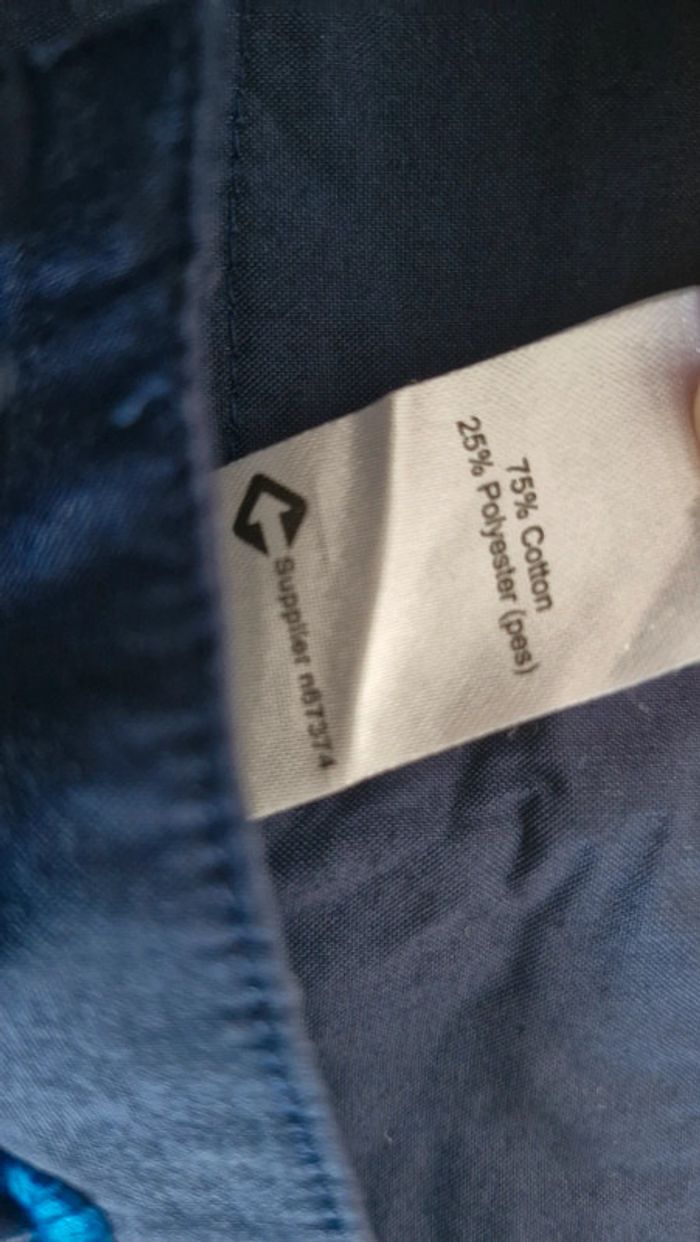 75% Cotton
25% Polyester (pes)
Supplier n67374